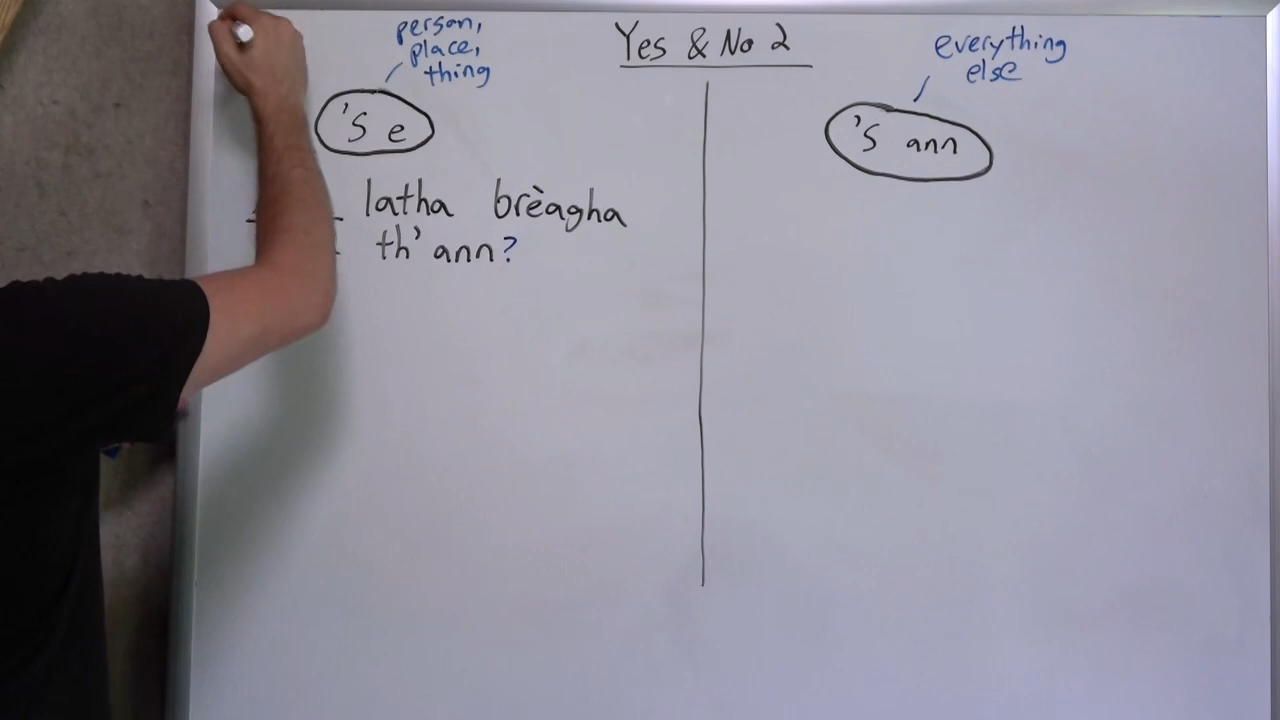 Yes & No 2
person,
place,
thing
'S e
latha brèagha
th' ann?
everything
else
'S ann